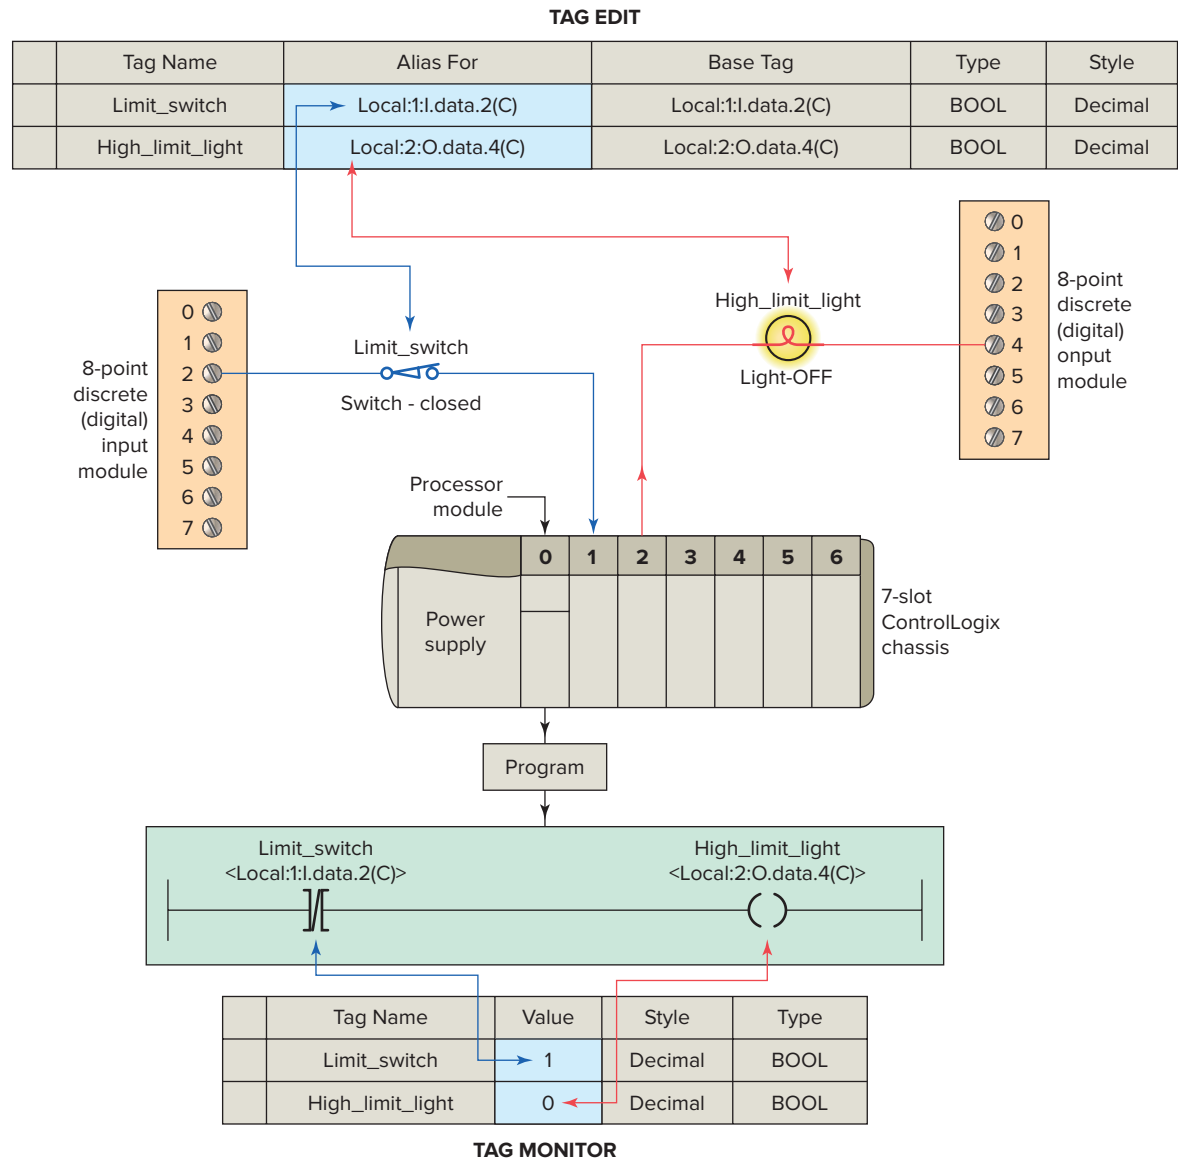 TAG EDIT
Tag Name Alias For Base Tag Type Style
Limit_switch Local:1:I.data.2(C) Local:1:I.data.2(C) BOOL Decimal
High_limit_light Local:2:O.data.4(C) Local:2:O.data.4(C) BOOL Decimal
0
1
2
3
4
5
6
7
8-point
discrete
(digital)
onput
module
High_limit_light
Light-OFF
0
1
2
3
4
5
6
7
8-point
discrete
(digital)
input
module
Limit_switch
Switch - closed
Processor
module
0 1 2 3 4 5 6
Power
supply
7-slot
ControlLogix
chassis
Program
Limit_switch
<Local:1:I.data.2(C)>
High_limit_light
<Local:2:O.data.4(C)>
Tag Name Value Style Type
Limit_switch 1 Decimal BOOL
High_limit_light 0 Decimal BOOL
TAG MONITOR